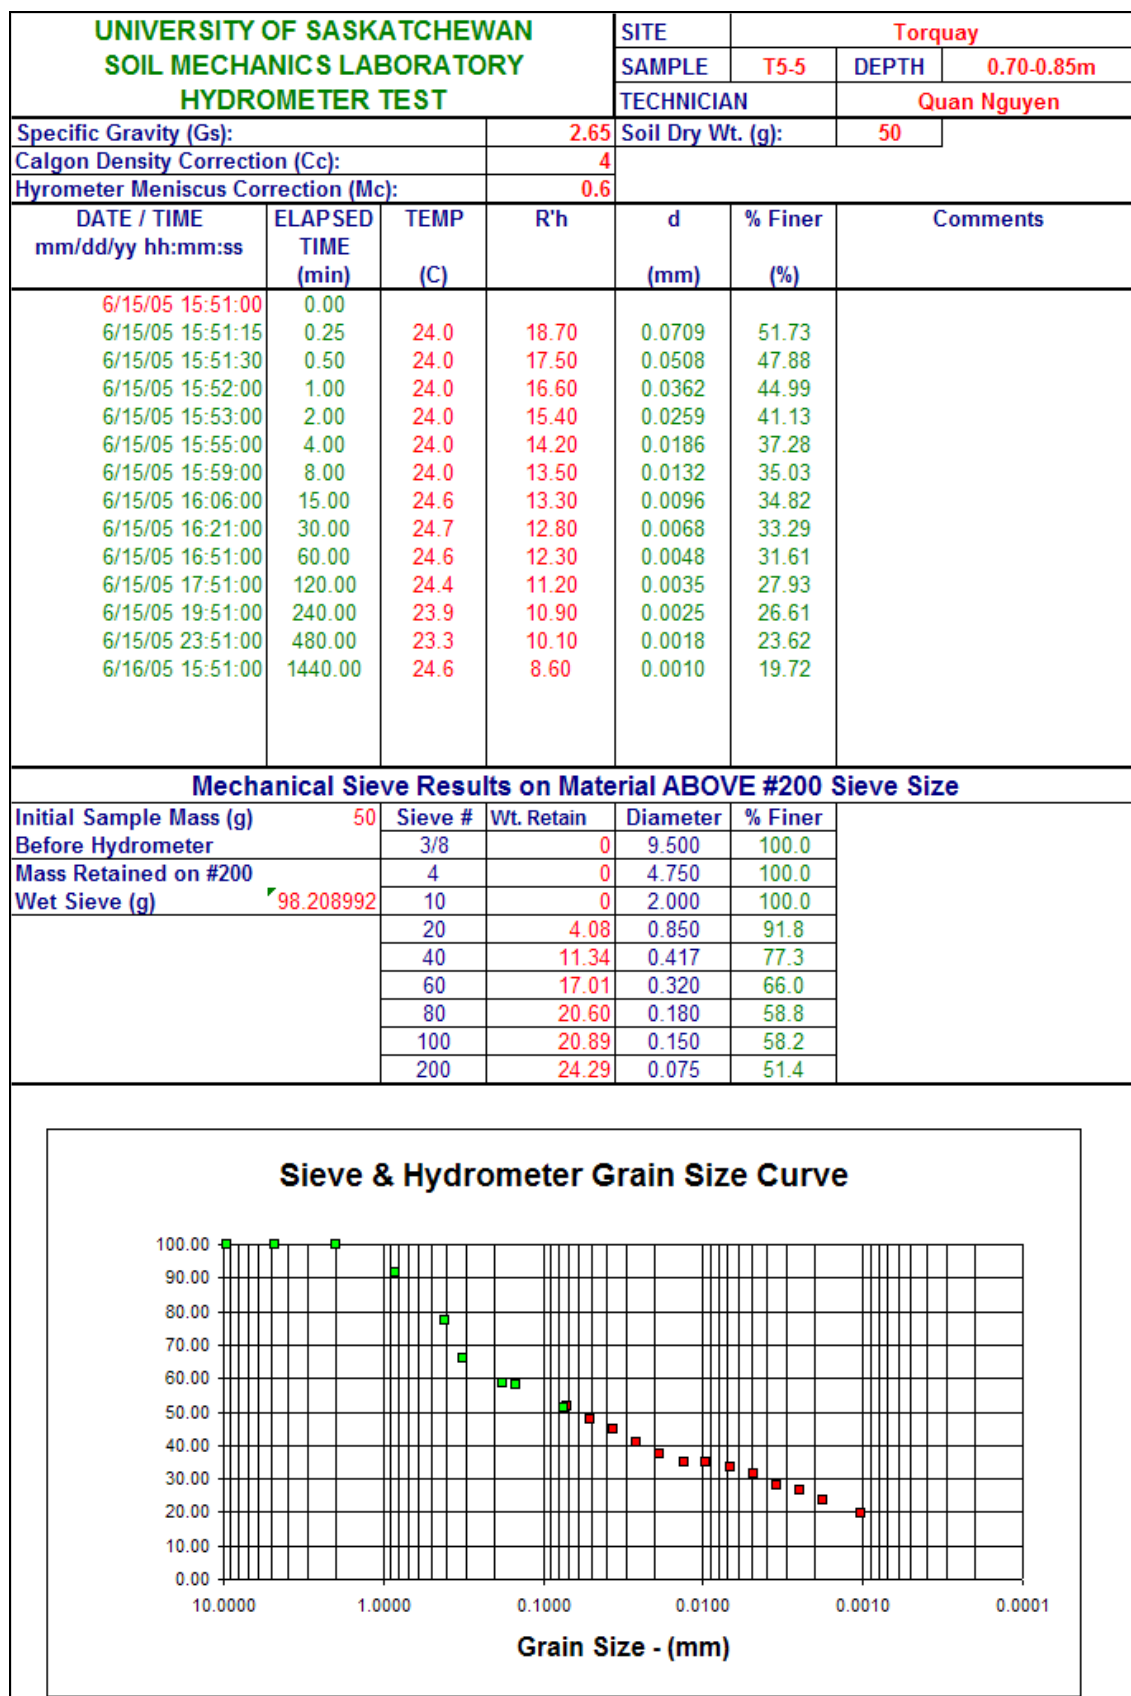 UNIVERSITY OF SASKATCHEWAN
SOIL MECHANICS LABORATORY
HYDROMETER TEST
SITE Torquay
SAMPLE T5-5 DEPTH 0.70-0.85m
TECHNICIAN Quan Nguyen
Specific Gravity (Gs): 2.65 Soil Dry Wt. (g): 50
Calgon Density Correction (Cc): 4
Hyrometer Meniscus Correction (Mc): 0.6
DATE / TIME ELAPSED TEMP R'h d % Finer Comments
mm/dd/yy hh:mm:ss TIME
(min) (C) (mm) (%)
6/15/05 15:51:00 0.00
6/15/05 15:51:15 0.25 24.0 18.70 0.0709 51.73
6/15/05 15:51:30 0.50 24.0 17.50 0.0508 47.88
6/15/05 15:52:00 1.00 24.0 16.60 0.0362 44.99
6/15/05 15:53:00 2.00 24.0 15.40 0.0259 41.13
6/15/05 15:55:00 4.00 24.0 14.20 0.0186 37.28
6/15/05 15:59:00 8.00 24.0 13.50 0.0132 35.03
6/15/05 16:06:00 15.00 24.6 13.30 0.0096 34.82
6/15/05 16:21:00 30.00 24.7 12.80 0.0068 33.29
6/15/05 16:51:00 60.00 24.6 12.30 0.0048 31.61
6/15/05 17:51:00 120.00 24.4 11.20 0.0035 27.93
6/15/05 19:51:00 240.00 23.9 10.90 0.0025 26.61
6/15/05 23:51:00 480.00 23.3 10.10 0.0018 23.62
6/16/05 15:51:00 1440.00 24.6 8.60 0.0010 19.72
Mechanical Sieve Results on Material ABOVE #200 Sieve Size
Initial Sample Mass (g) 50 Sieve # Wt. Retain Diameter % Finer
Before Hydrometer 3/8 0 9.500 100.0
Mass Retained on #200 4 0 4.750 100.0
Wet Sieve (g) 98.208992 10 0 2.000 100.0
20 4.08 0.850 91.8
40 11.34 0.417 77.3
60 17.01 0.320 66.0
80 20.60 0.180 58.8
100 20.89 0.150 58.2
200 24.29 0.075 51.4
Sieve & Hydrometer Grain Size Curve
100.00
90.00
80.00
70.00
60.00
50.00
40.00
30.00
20.00
10.00
0.00
10.0000 1.0000 0.1000 0.0100 0.0010 0.0001
Grain Size - (mm)